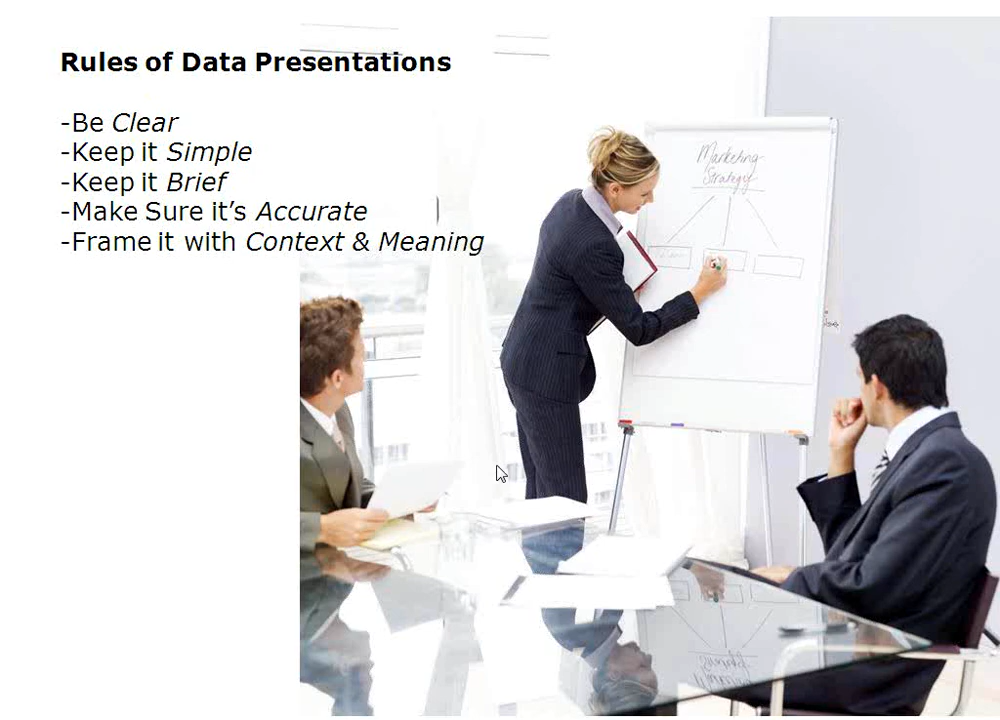 Rules of Data Presentations
-Be Clear
-Keep it Simple
-Keep it Brief
-Make Sure it's Accurate
-Frame it with Context & Meaning
Marketing
Strategy